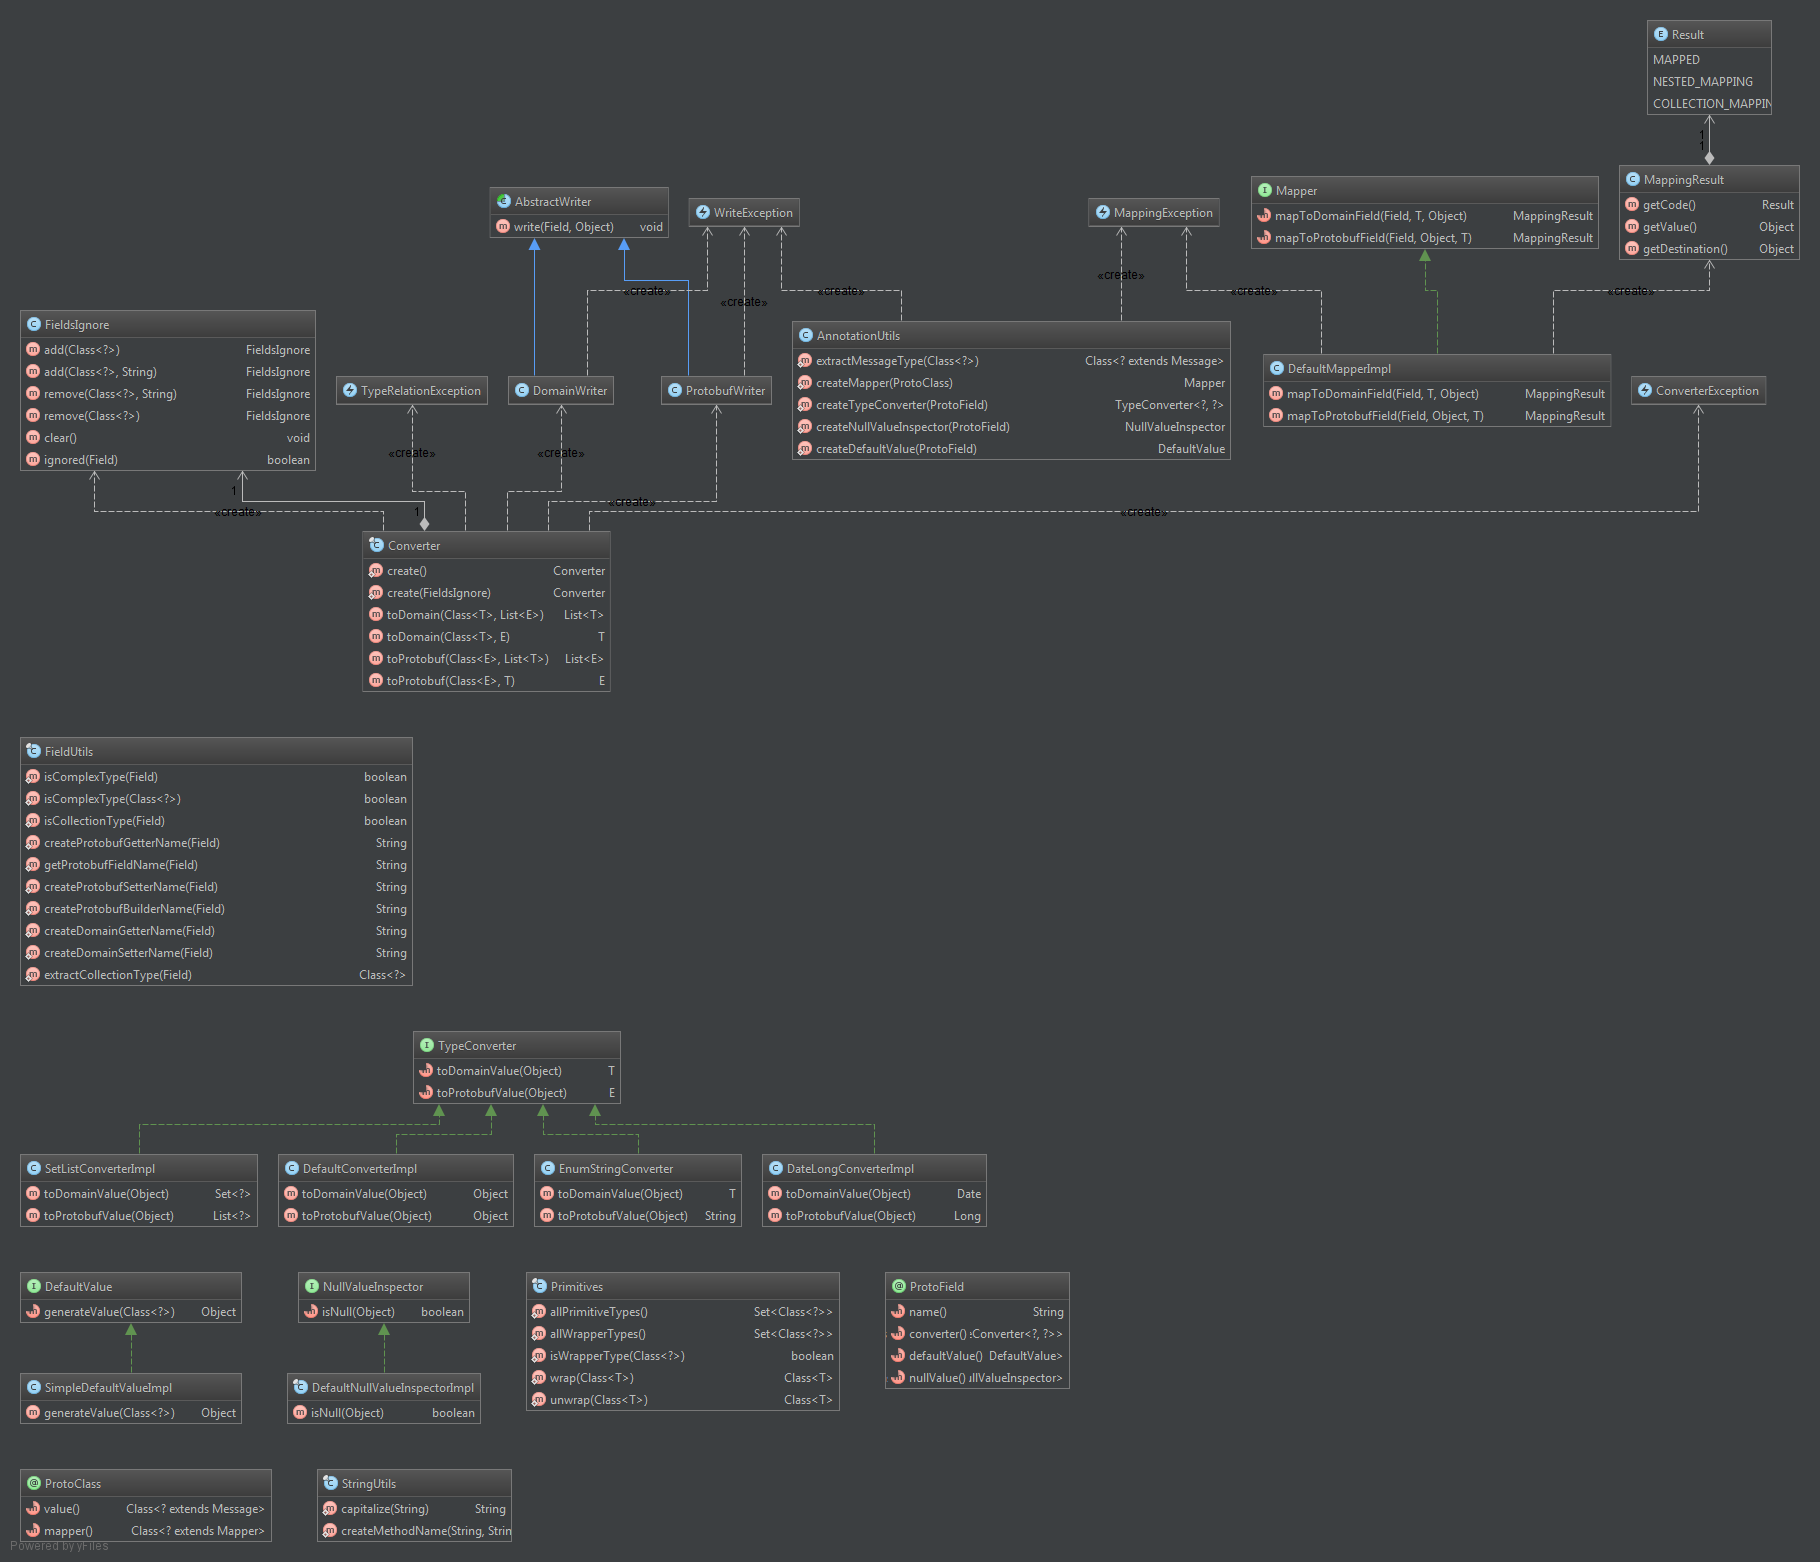 Result
MAPPED
NESTED_MAPPING
COLLECTION_MAPPIN
1
1
MappingResult
getCode() Result
getValue() Object
getDestination() Object
AbstractWriter
write(Field, Object) void
WriteException
MappingException
Mapper
mapToDomainField(Field, T, Object) MappingResult
mapToProtobufField(Field, Object, T) MappingResult
«create»
«create»
«create»
«create»
«create»
«create»
FieldsIgnore
add(Class<?>) FieldsIgnore
add(Class<?>, String) FieldsIgnore
remove(Class<?>, String) FieldsIgnore
remove(Class<?>) FieldsIgnore
clear() void
ignored(Field) boolean
TypeRelationException
DomainWriter
ProtobufWriter
AnnotationUtils
extractMessageType(Class<?>) Class<? extends Message>
createMapper(ProtoClass) Mapper
createTypeConverter(ProtoField) TypeConverter<?, ?>
createNullValueInspector(ProtoField) NullValueInspector
createDefaultValue(ProtoField) DefaultValue
DefaultMapperImpl
mapToDomainField(Field, T, Object) MappingResult
mapToProtobufField(Field, Object, T) MappingResult
ConverterException
«create»
«create»
1
«create»
1
«create»
«create»
Converter
create() Converter
create(FieldsIgnore) Converter
toDomain(Class<T>, List<E>) List<T>
toDomain(Class<T>, E) T
toProtobuf(Class<E>, List<T>) List<E>
toProtobuf(Class<E>, T) E
FieldUtils
isComplexType(Field) boolean
isComplexType(Class<?>) boolean
isCollectionType(Field) boolean
createProtobufGetterName(Field) String
getProtobufFieldName(Field) String
createProtobufSetterName(Field) String
createProtobufBuilderName(Field) String
createDomainGetterName(Field) String
createDomainSetterName(Field) String
extractCollectionType(Field) Class<?>
TypeConverter
toDomainValue(Object) T
toProtobufValue(Object) E
SetListConverterImpl
toDomainValue(Object) Set<?>
toProtobufValue(Object) List<?>
DefaultConverterImpl
toDomainValue(Object) Object
toProtobufValue(Object) Object
EnumStringConverter
toDomainValue(Object) T
toProtobufValue(Object) String
DateLongConverterImpl
toDomainValue(Object) Date
toProtobufValue(Object) Long
DefaultValue
generateValue(Class<?>) Object
NullValueInspector
isNull(Object) boolean
Primitives
allPrimitiveTypes() Set<Class<?>>
allWrapperTypes() Set<Class<?>>
isWrapperType(Class<?>) boolean
wrap(Class<T>) Class<T>
unwrap(Class<T>) Class<T>
ProtoField
name() String
converter() :Converter<?, ?>>
defaultValue() DefaultValue>
nullValue() llValueInspector>
SimpleDefaultValueImpl
generateValue(Class<?>) Object
DefaultNullValueInspectorImpl
isNull(Object) boolean
ProtoClass
value() Class<? extends Message>
mapper() Class<? extends Mapper>
StringUtils
capitalize(String) String
createMethodName(String, Strin
Powered by yFiles